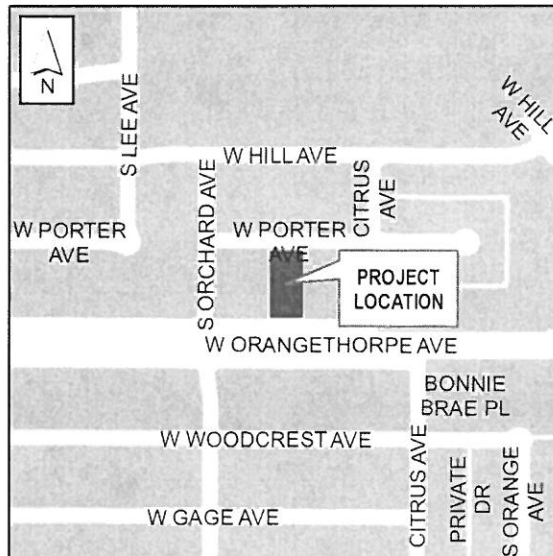 N
S LEE AVE
W HILL
AVE
W HILL AVE
S ORCHARD AVE
CITRUS
AVE
W PORTER
AVE
W PORTER
AVE
PROJECT
LOCATION
W ORANGETHORPE AVE
BONNIE
BRAE PL
W WOODCREST AVE
CITRUS AVE
PRIVATE
DR
S ORANGE
AVE
W GAGE AVE